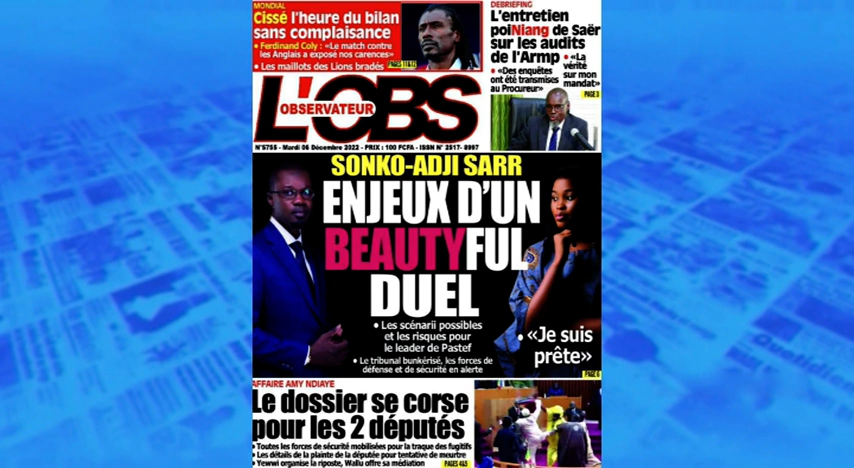 MONDIAL
Cissé l'heure du bilan
sans complaisance
• Ferdinand Coly : «Le match contre
les Anglais a exposé nos carences»
• Les maillots des Lions bradés PAGES 11&12
DEBRIEFING
L'entretien
poiNiang de Saër
sur les audits
de l'Armp
• «La
vérité
sur mon
mandat»
• «Des enquêtes
ont été transmises
au Procureur»
PAGE 3
L'OBS
OBSERVATEUR
N°5755 - Mardi 06 Décembre 2022 - PRIX : 100 FCFA - ISSN N° 2517- 8997
SONKO-ADJI SARR
ENJEUX D'UN
BEAUTYFUL
DUEL
• Les scénarii possibles
et les risques pour
le leader de Pastef
• Le tribunal bunkérisé, les forces de
défense et de sécurité en alerte
• «Je suis
prête»
PAGE 6
AFFAIRE AMY NDIAYE
Le dossier se corse
pour les 2 députés
• Toutes les forces de sécurité mobilisées pour la traque des fugitifs
• Les détails de la plainte de la députée pour tentative de meurtre
• Yewwi organise la riposte, Wallu offre sa médiation PAGES 4&5